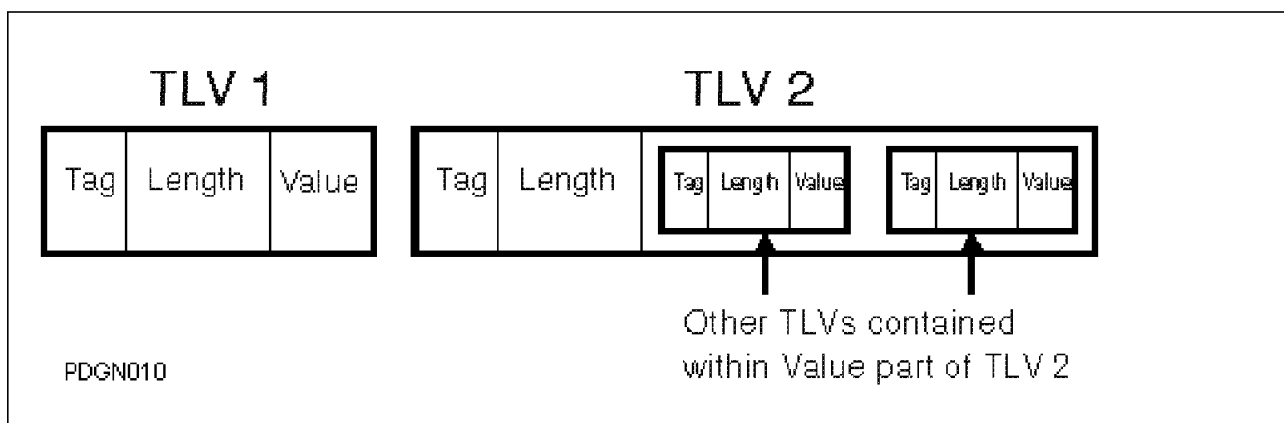 TLV 1
TLV 2
Tag Length Value
Tag Length
Tag Length Value
Tag Length Value
Other TLVs contained
within Value part of TLV 2
PDGN010